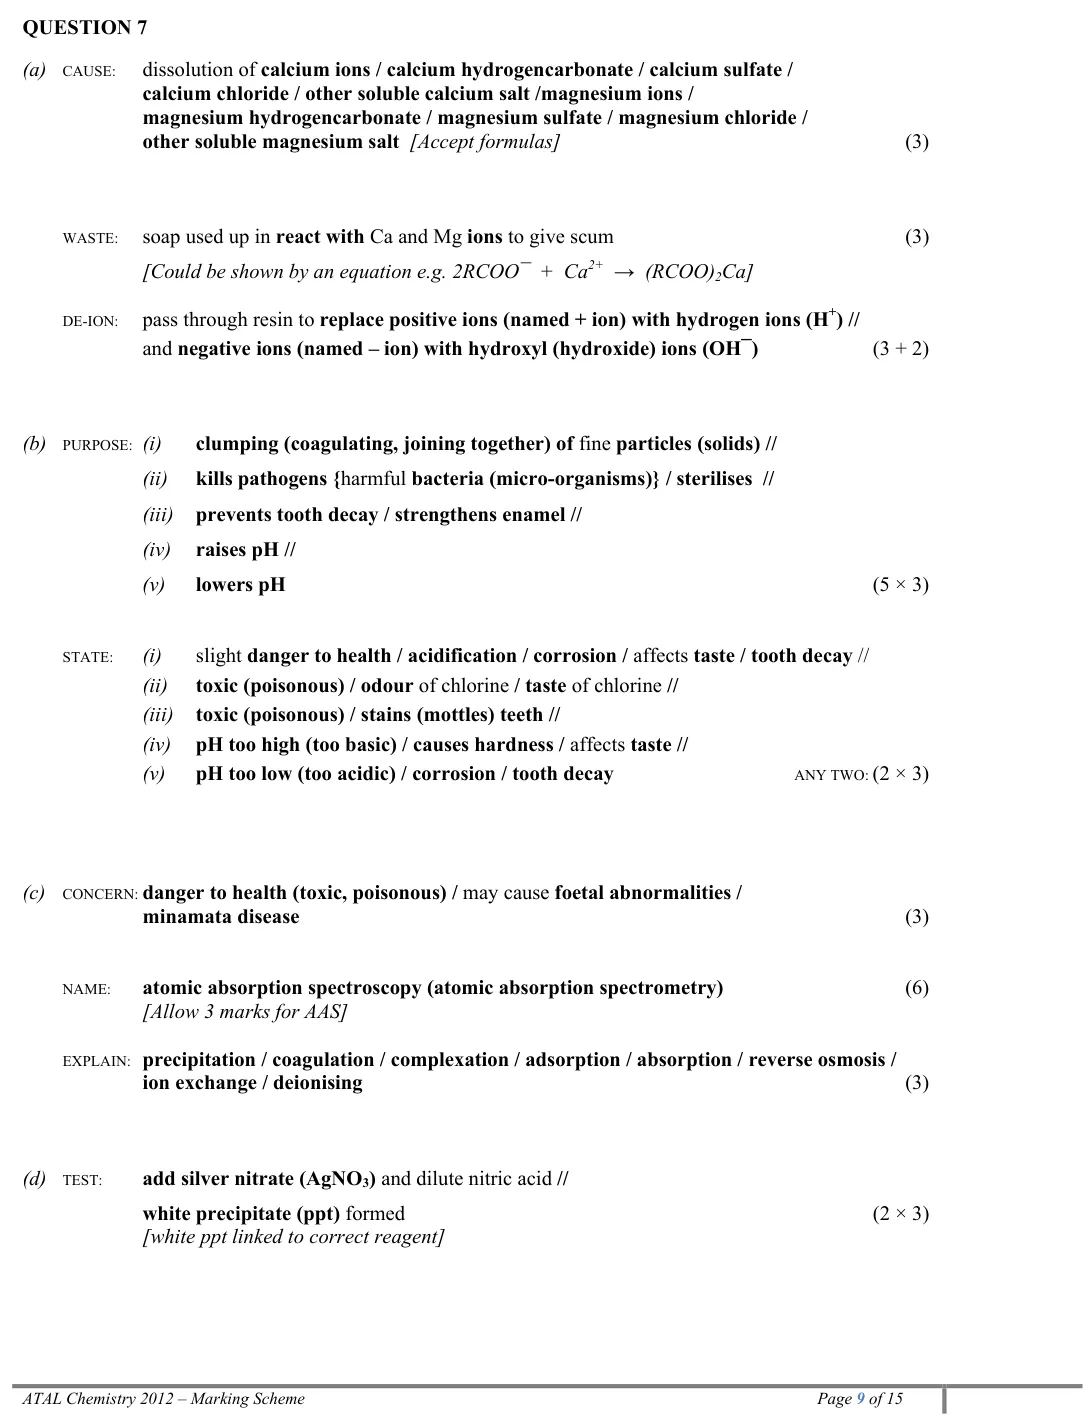 QUESTION 7
(a) CAUSE: dissolution of calcium ions / calcium hydrogencarbonate / calcium sulfate /
calcium chloride / other soluble calcium salt /magnesium ions /
magnesium hydrogencarbonate / magnesium sulfate / magnesium chloride /
other soluble magnesium salt [Accept formulas] (3)
WASTE: soap used up in react with Ca and Mg ions to give scum (3)
[Could be shown by an equation e.g. 2RCOO⁻ + Ca²⁺ → (RCOO)₂Ca]
DE-ION: pass through resin to replace positive ions (named + ion) with hydrogen ions (H⁺) //
and negative ions (named – ion) with hydroxyl (hydroxide) ions (OH⁻) (3 + 2)
(b) PURPOSE: (i) clumping (coagulating, joining together) of fine particles (solids) //
(ii) kills pathogens {harmful bacteria (micro-organisms)} / sterilises //
(iii) prevents tooth decay / strengthens enamel //
(iv) raises pH //
(v) lowers pH (5 × 3)
STATE: (i) slight danger to health / acidification / corrosion / affects taste / tooth decay //
(ii) toxic (poisonous) / odour of chlorine / taste of chlorine //
(iii) toxic (poisonous) / stains (mottles) teeth //
(iv) pH too high (too basic) / causes hardness / affects taste //
(v) pH too low (too acidic) / corrosion / tooth decay ANY TWO: (2 × 3)
(c) CONCERN: danger to health (toxic, poisonous) / may cause foetal abnormalities /
minamata disease (3)
NAME: atomic absorption spectroscopy (atomic absorption spectrometry) (6)
[Allow 3 marks for AAS]
EXPLAIN: precipitation / coagulation / complexation / adsorption / absorption / reverse osmosis /
ion exchange / deionising (3)
(d) TEST: add silver nitrate (AgNO₃) and dilute nitric acid //
white precipitate (ppt) formed (2 × 3)
[white ppt linked to correct reagent]
ATAL Chemistry 2012 – Marking Scheme Page 9 of 15